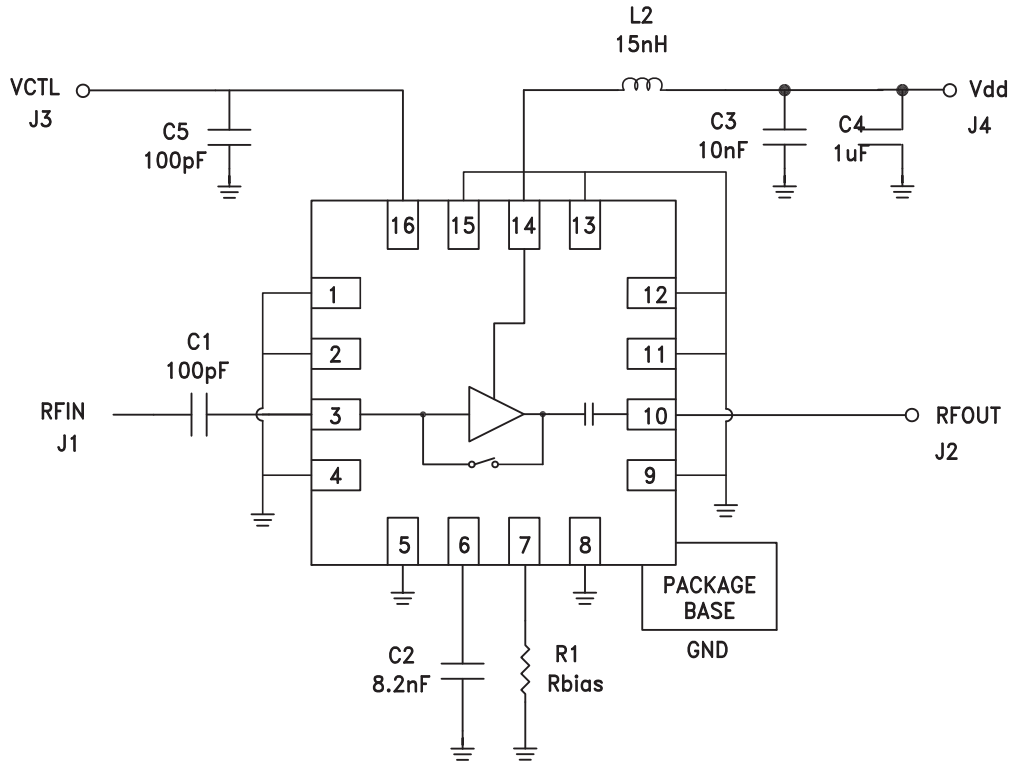 L2
15nH
VCTL
J3
C5
100pF
C3
10nF
C4
1uF
Vdd
J4
16
15
14
13
1
12
2
11
C1
100pF
RFIN
J1
3
10
RFOUT
J2
4
9
5
6
7
8
PACKAGE
BASE
GND
C2
8.2nF
R1
Rbias